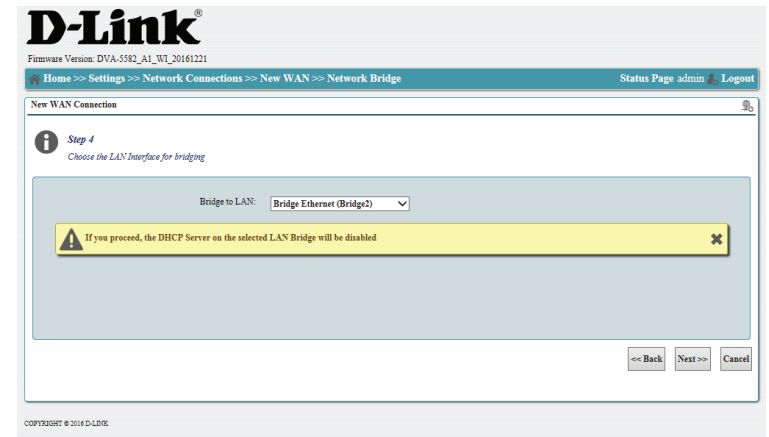 D-Link®
Firmware Version: DVA-5582_A1_WI_20161221
Home >> Settings >> Network Connections >> New WAN >> Network Bridge Status Page admin Logout
New WAN Connection
Step 4
Choose the LAN Interface for bridging
Bridge to LAN: Bridge Ethernet (Bridge2)
If you proceed, the DHCP Server on the selected LAN Bridge will be disabled
<< Back Next >> Cancel
COPYRIGHT © 2016 D-LINK